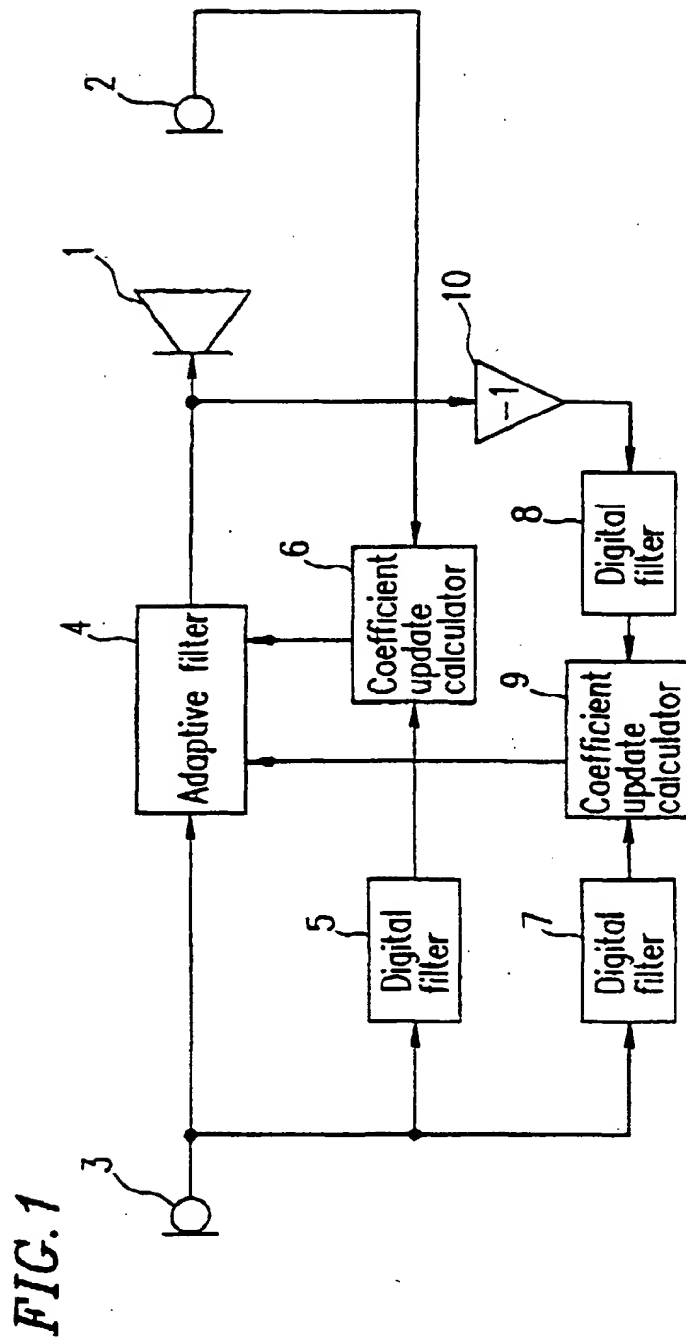 FIG. 1
3
4
Adaptive filter
1
2
5
Digital
filter
6
Coefficient
update
calculator
10
-1
7
Digital
filter
9
Coefficient
update
calculator
8
Digital
filter